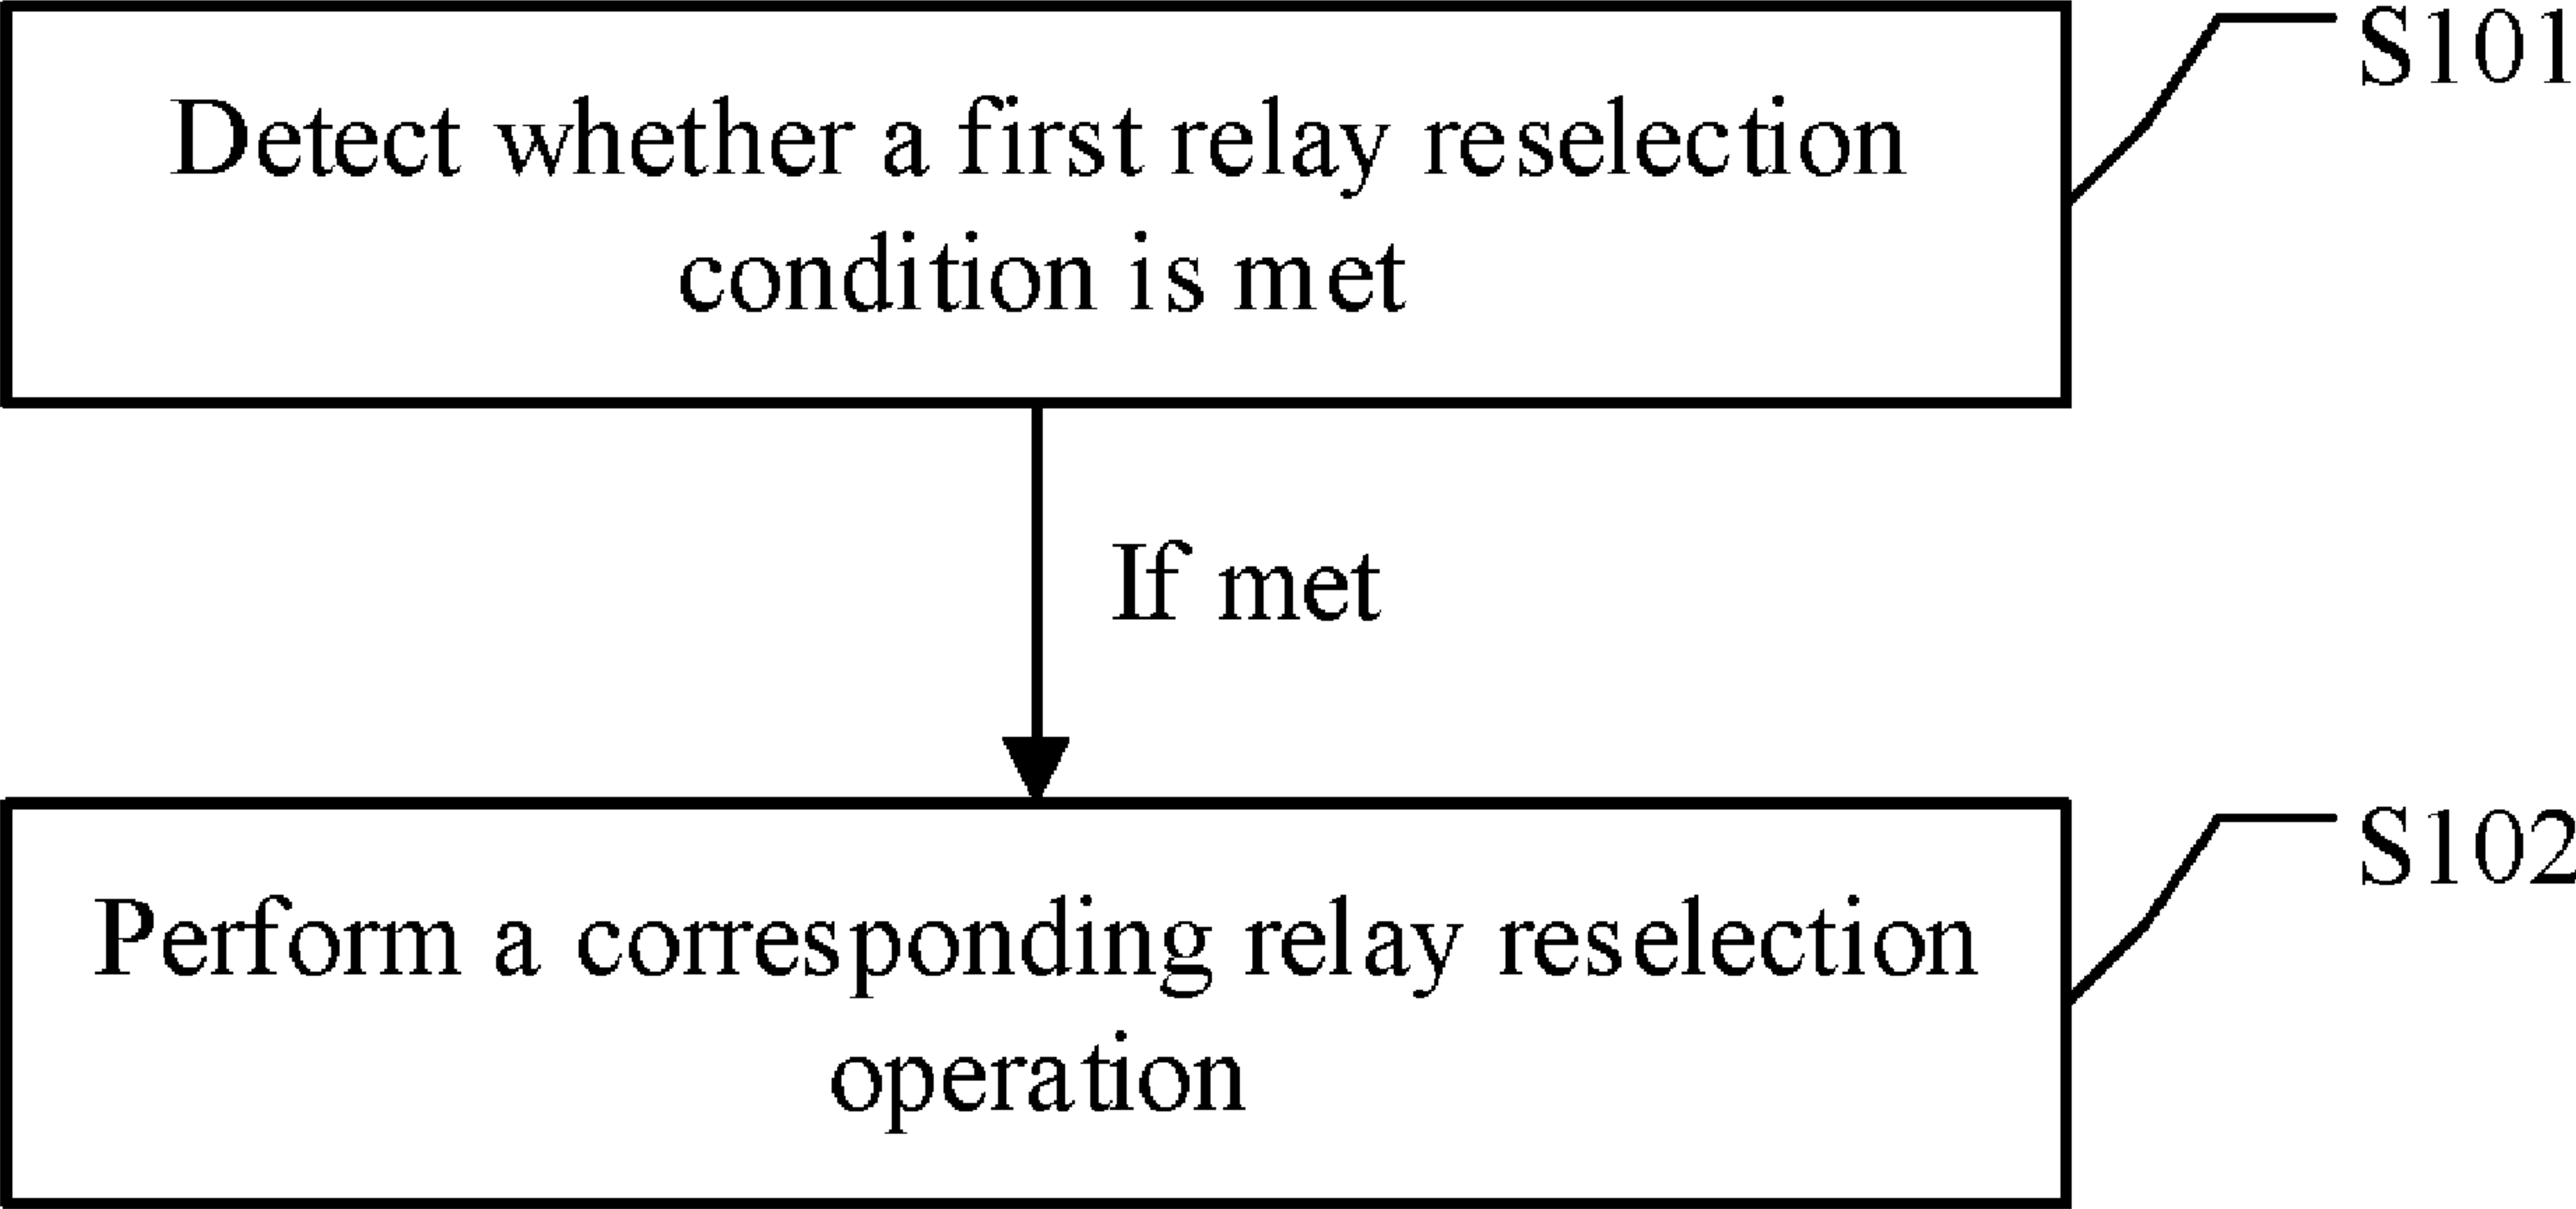 S101
Detect whether a first relay reselection
condition is met
If met
S102
Perform a corresponding relay reselection
operation